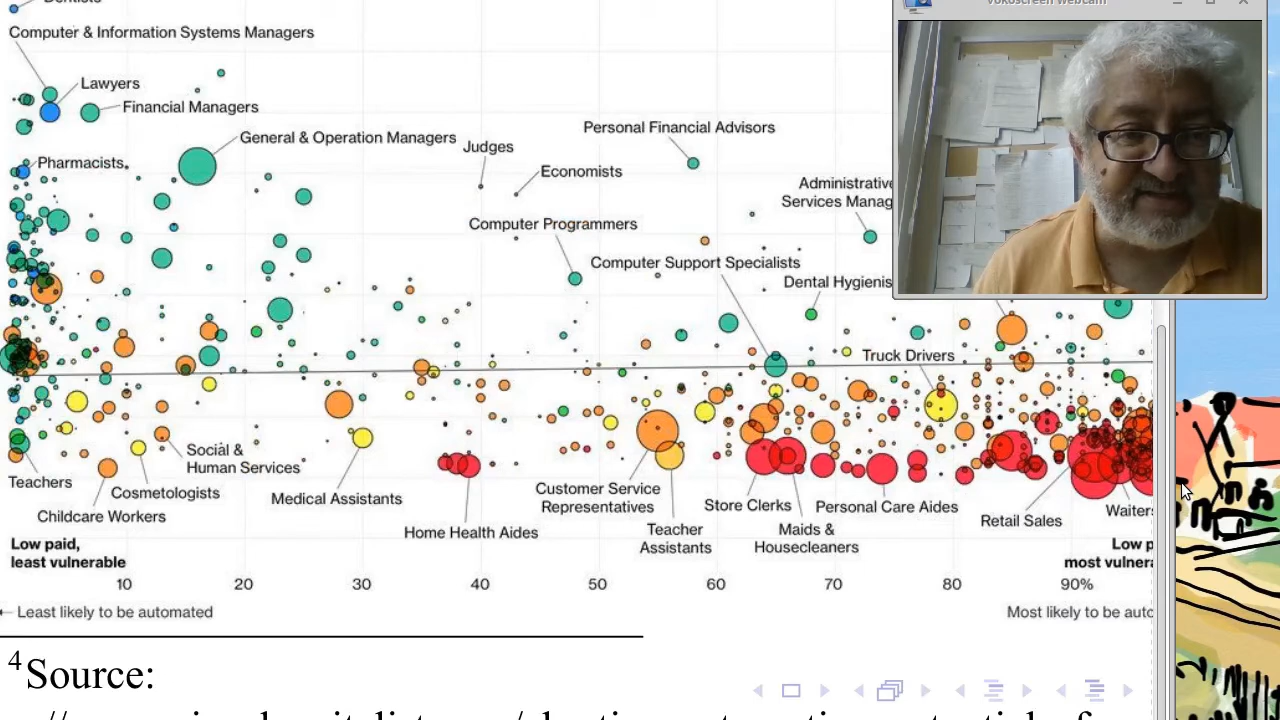 Dentists
vokoscreen webcam
Computer & Information Systems Managers
Lawyers
Financial Managers
Personal Financial Advisors
General & Operation Managers
Judges
Pharmacists
Economists
Administrative
Services Manag
Computer Programmers
Computer Support Specialists
Dental Hygienis
Truck Drivers
Social &
Human Services
Teachers
Cosmetologists
Childcare Workers
Medical Assistants
Home Health Aides
Customer Service
Representatives
Teacher
Assistants
Store Clerks
Maids &
Housecleaners
Personal Care Aides
Retail Sales
Waiters
Low paid,
least vulnerable
Low p
most vulnera
10 20 30 40 50 60 70 80 90%
← Least likely to be automated
Most likely to be auto
4 Source: